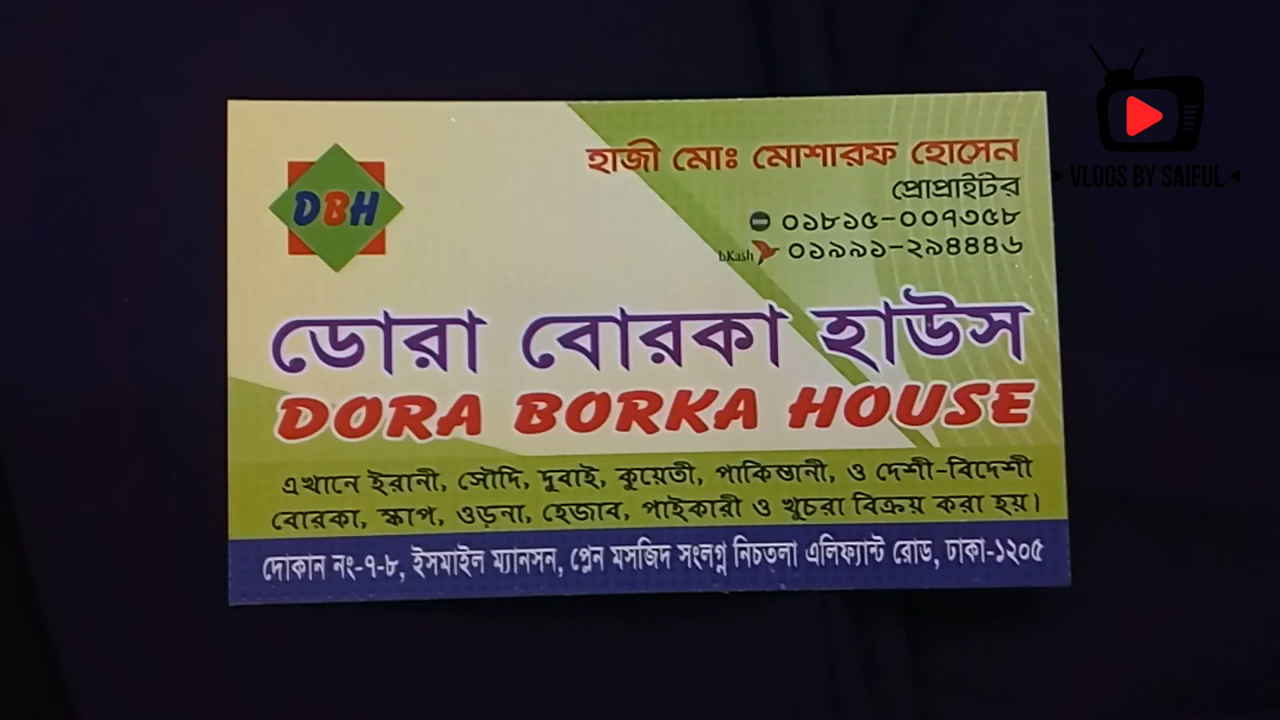 DBH
হাজী মোঃ মোশারফ হোসেন
প্রোপ্রাইটর
০১৮১৫-০০৭৩৫৮
bKash ০১৯৯১-২৯৪৪৪৬
VLOGS BY SAIFUL
ডোরা বোরকা হাউস
DORA BORKA HOUSE
এখানে ইরানী, সৌদি, দুবাই, কুয়েতী, পাকিস্তানী, ও দেশী-বিদেশী
বোরকা, স্কাপ, ওড়না, হেজাব, পাইকারী ও খুচরা বিক্রয় করা হয়।
দোকান নং-৭-৮, ইসমাইল ম্যানসন, প্লেন মসজিদ সংলগ্ন নিচতলা এলিফ্যান্ট রোড, ঢাকা-১২০৫